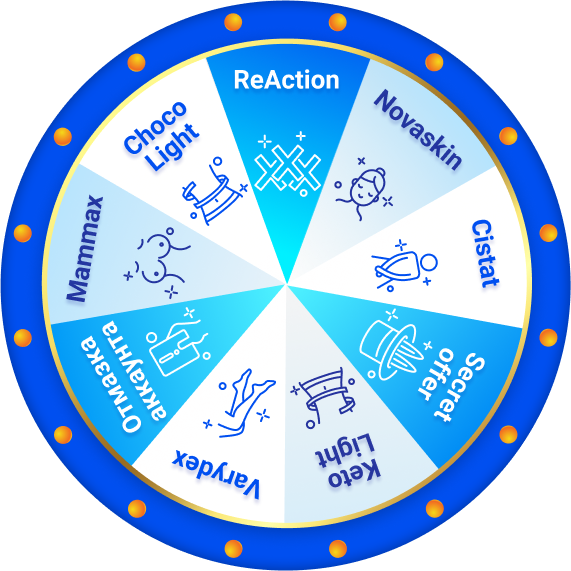 ReAction
Novaskin
Cistat
Secret
offer
Keto
Light
Varydex
Отмазка
аккаунта
Mammax
Choco
Light